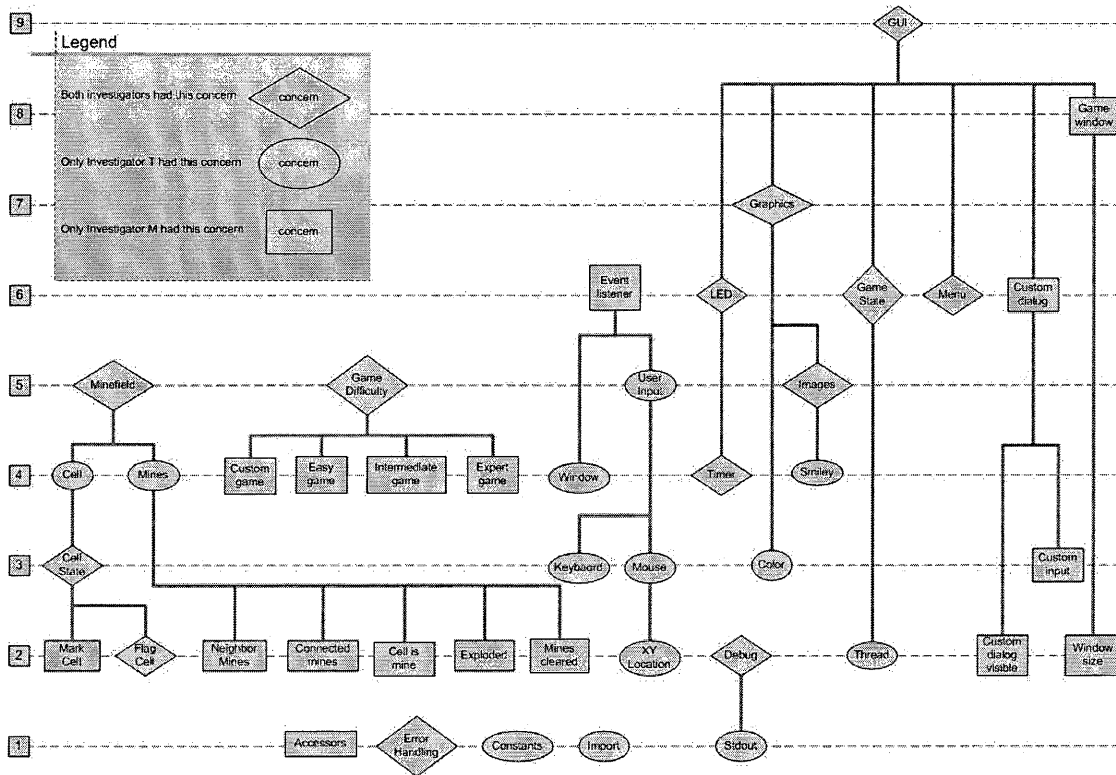 9
GUI
Legend
Both investigators had this concern
concern
8
Game
window
Only Investigator T had this concern
concern
7
Graphics
Only Investigator M had this concern
concern
6
Event
listener
LED
Game
State
Menu
Custom
dialog
5
Minefield
Game
Difficulty
User
Input
Images
4
Cell
Mines
Custom
game
Easy
game
Intermediate
game
Expert
game
Window
Timer
Smiley
3
Cell
State
Keyboard
Mouse
Color
Custom
input
2
Mark
Cell
Flag
Cell
Neighbor
Mines
Connected
mines
Cell is
mine
Exploded
Mines
cleared
XY
Location
Debug
Thread
Custom
dialog
visible
Window
size
1
Accessors
Error
Handling
Constants
Import
Stdout